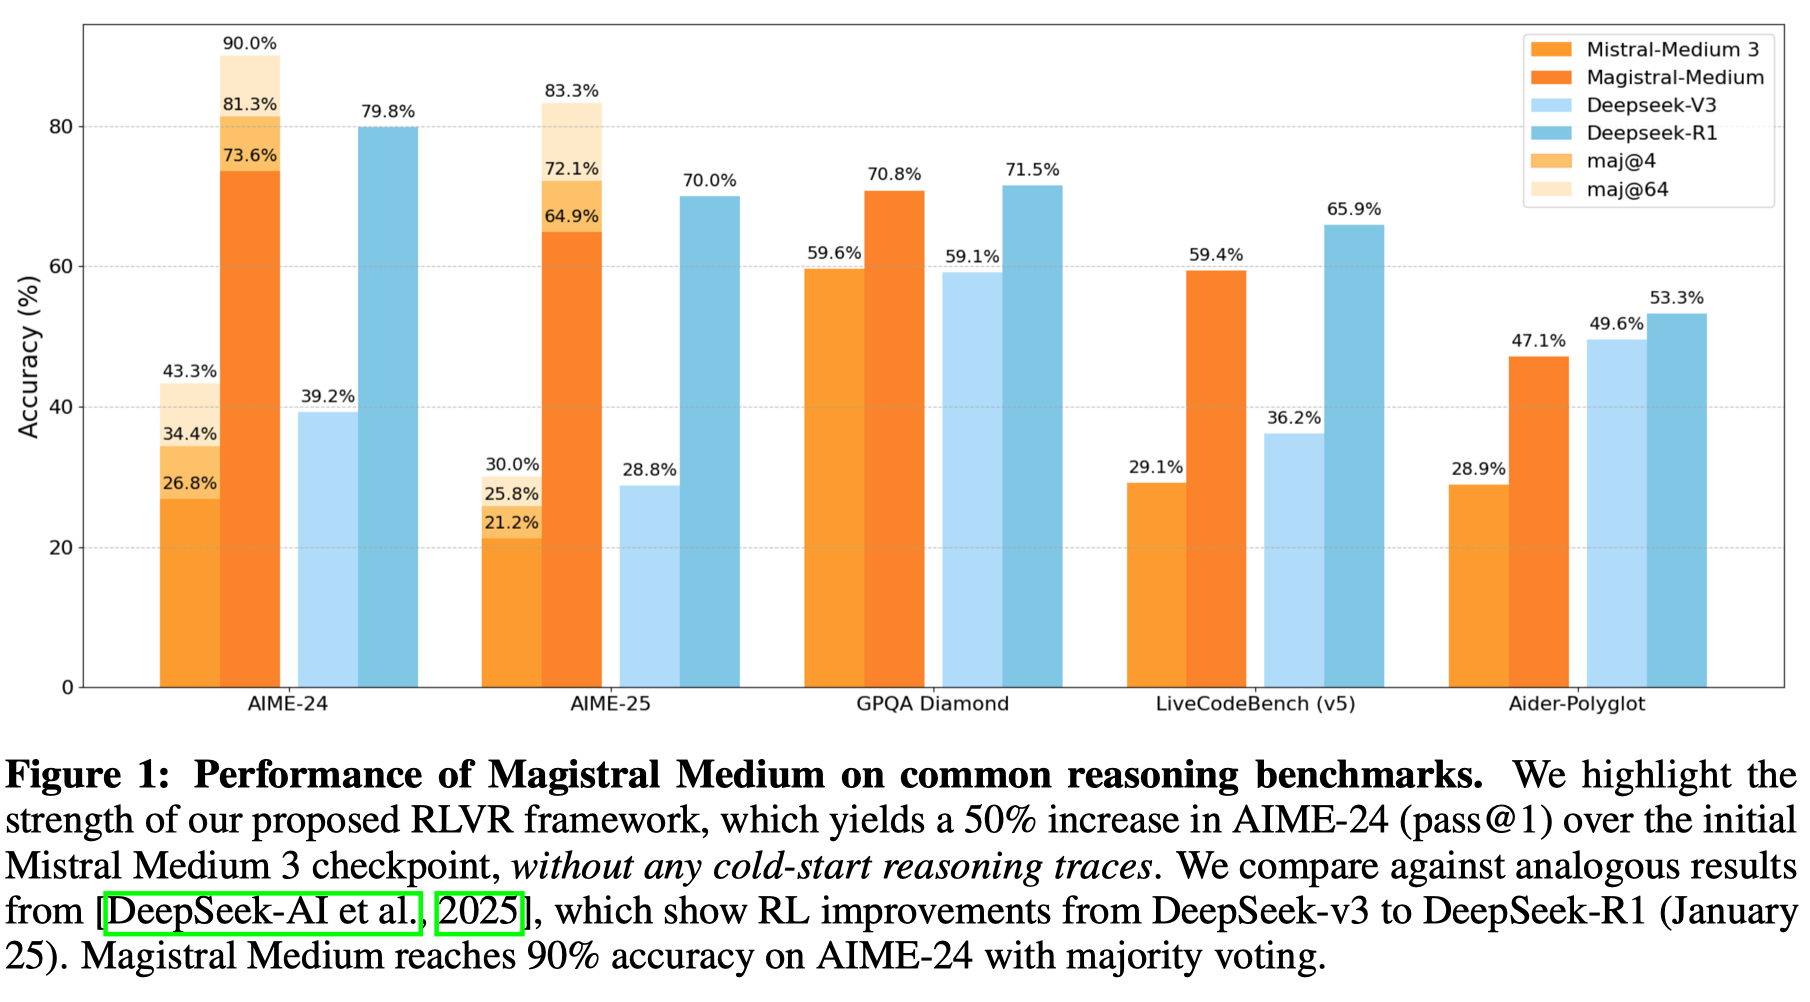 90.0%
81.3%
73.6%
79.8%
43.3%
34.4%
26.8%
39.2%
83.3%
72.1%
64.9%
70.0%
30.0%
25.8%
21.2%
28.8%
59.6%
70.8%
59.1%
71.5%
29.1%
59.4%
36.2%
65.9%
28.9%
47.1%
49.6%
53.3%
Mistral-Medium 3
Magistral-Medium
Deepseek-V3
Deepseek-R1
maj@4
maj@64
Accuracy (%)
80
60
40
20
0
AIME-24
AIME-25
GPQA Diamond
LiveCodeBench (v5)
Aider-Polyglot
Figure 1: Performance of Magistral Medium on common reasoning benchmarks. We highlight the
strength of our proposed RLVR framework, which yields a 50% increase in AIME-24 (pass@1) over the initial
Mistral Medium 3 checkpoint, without any cold-start reasoning traces. We compare against analogous results
from [DeepSeek-AI et al., 2025], which show RL improvements from DeepSeek-v3 to DeepSeek-R1 (January
25). Magistral Medium reaches 90% accuracy on AIME-24 with majority voting.